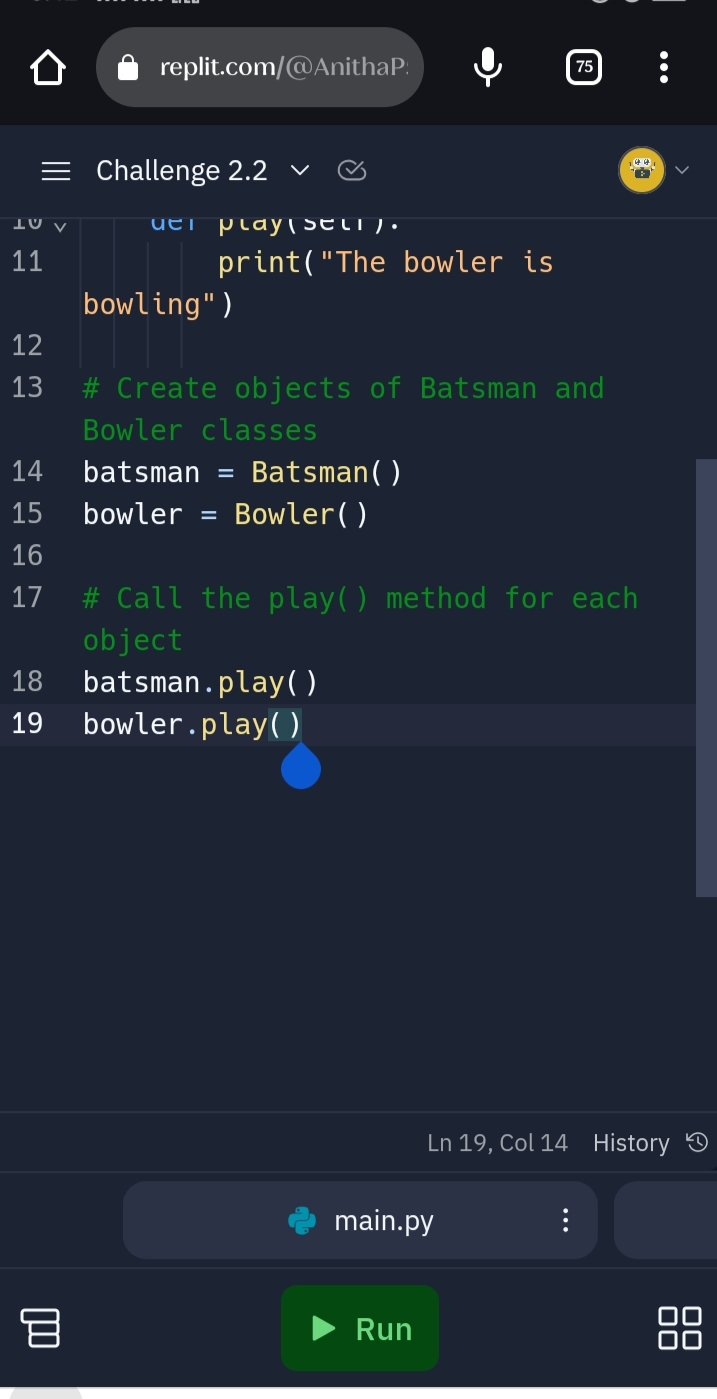 replit.com/@AnithaP
75
Challenge 2.2
10 def play(self):
11 print("The bowler is
bowling")
12
13 # Create objects of Batsman and
Bowler classes
14 batsman = Batsman()
15 bowler = Bowler()
16
17 # Call the play() method for each
object
18 batsman.play()
19 bowler.play()
Ln 19, Col 14 History
main.py
Run